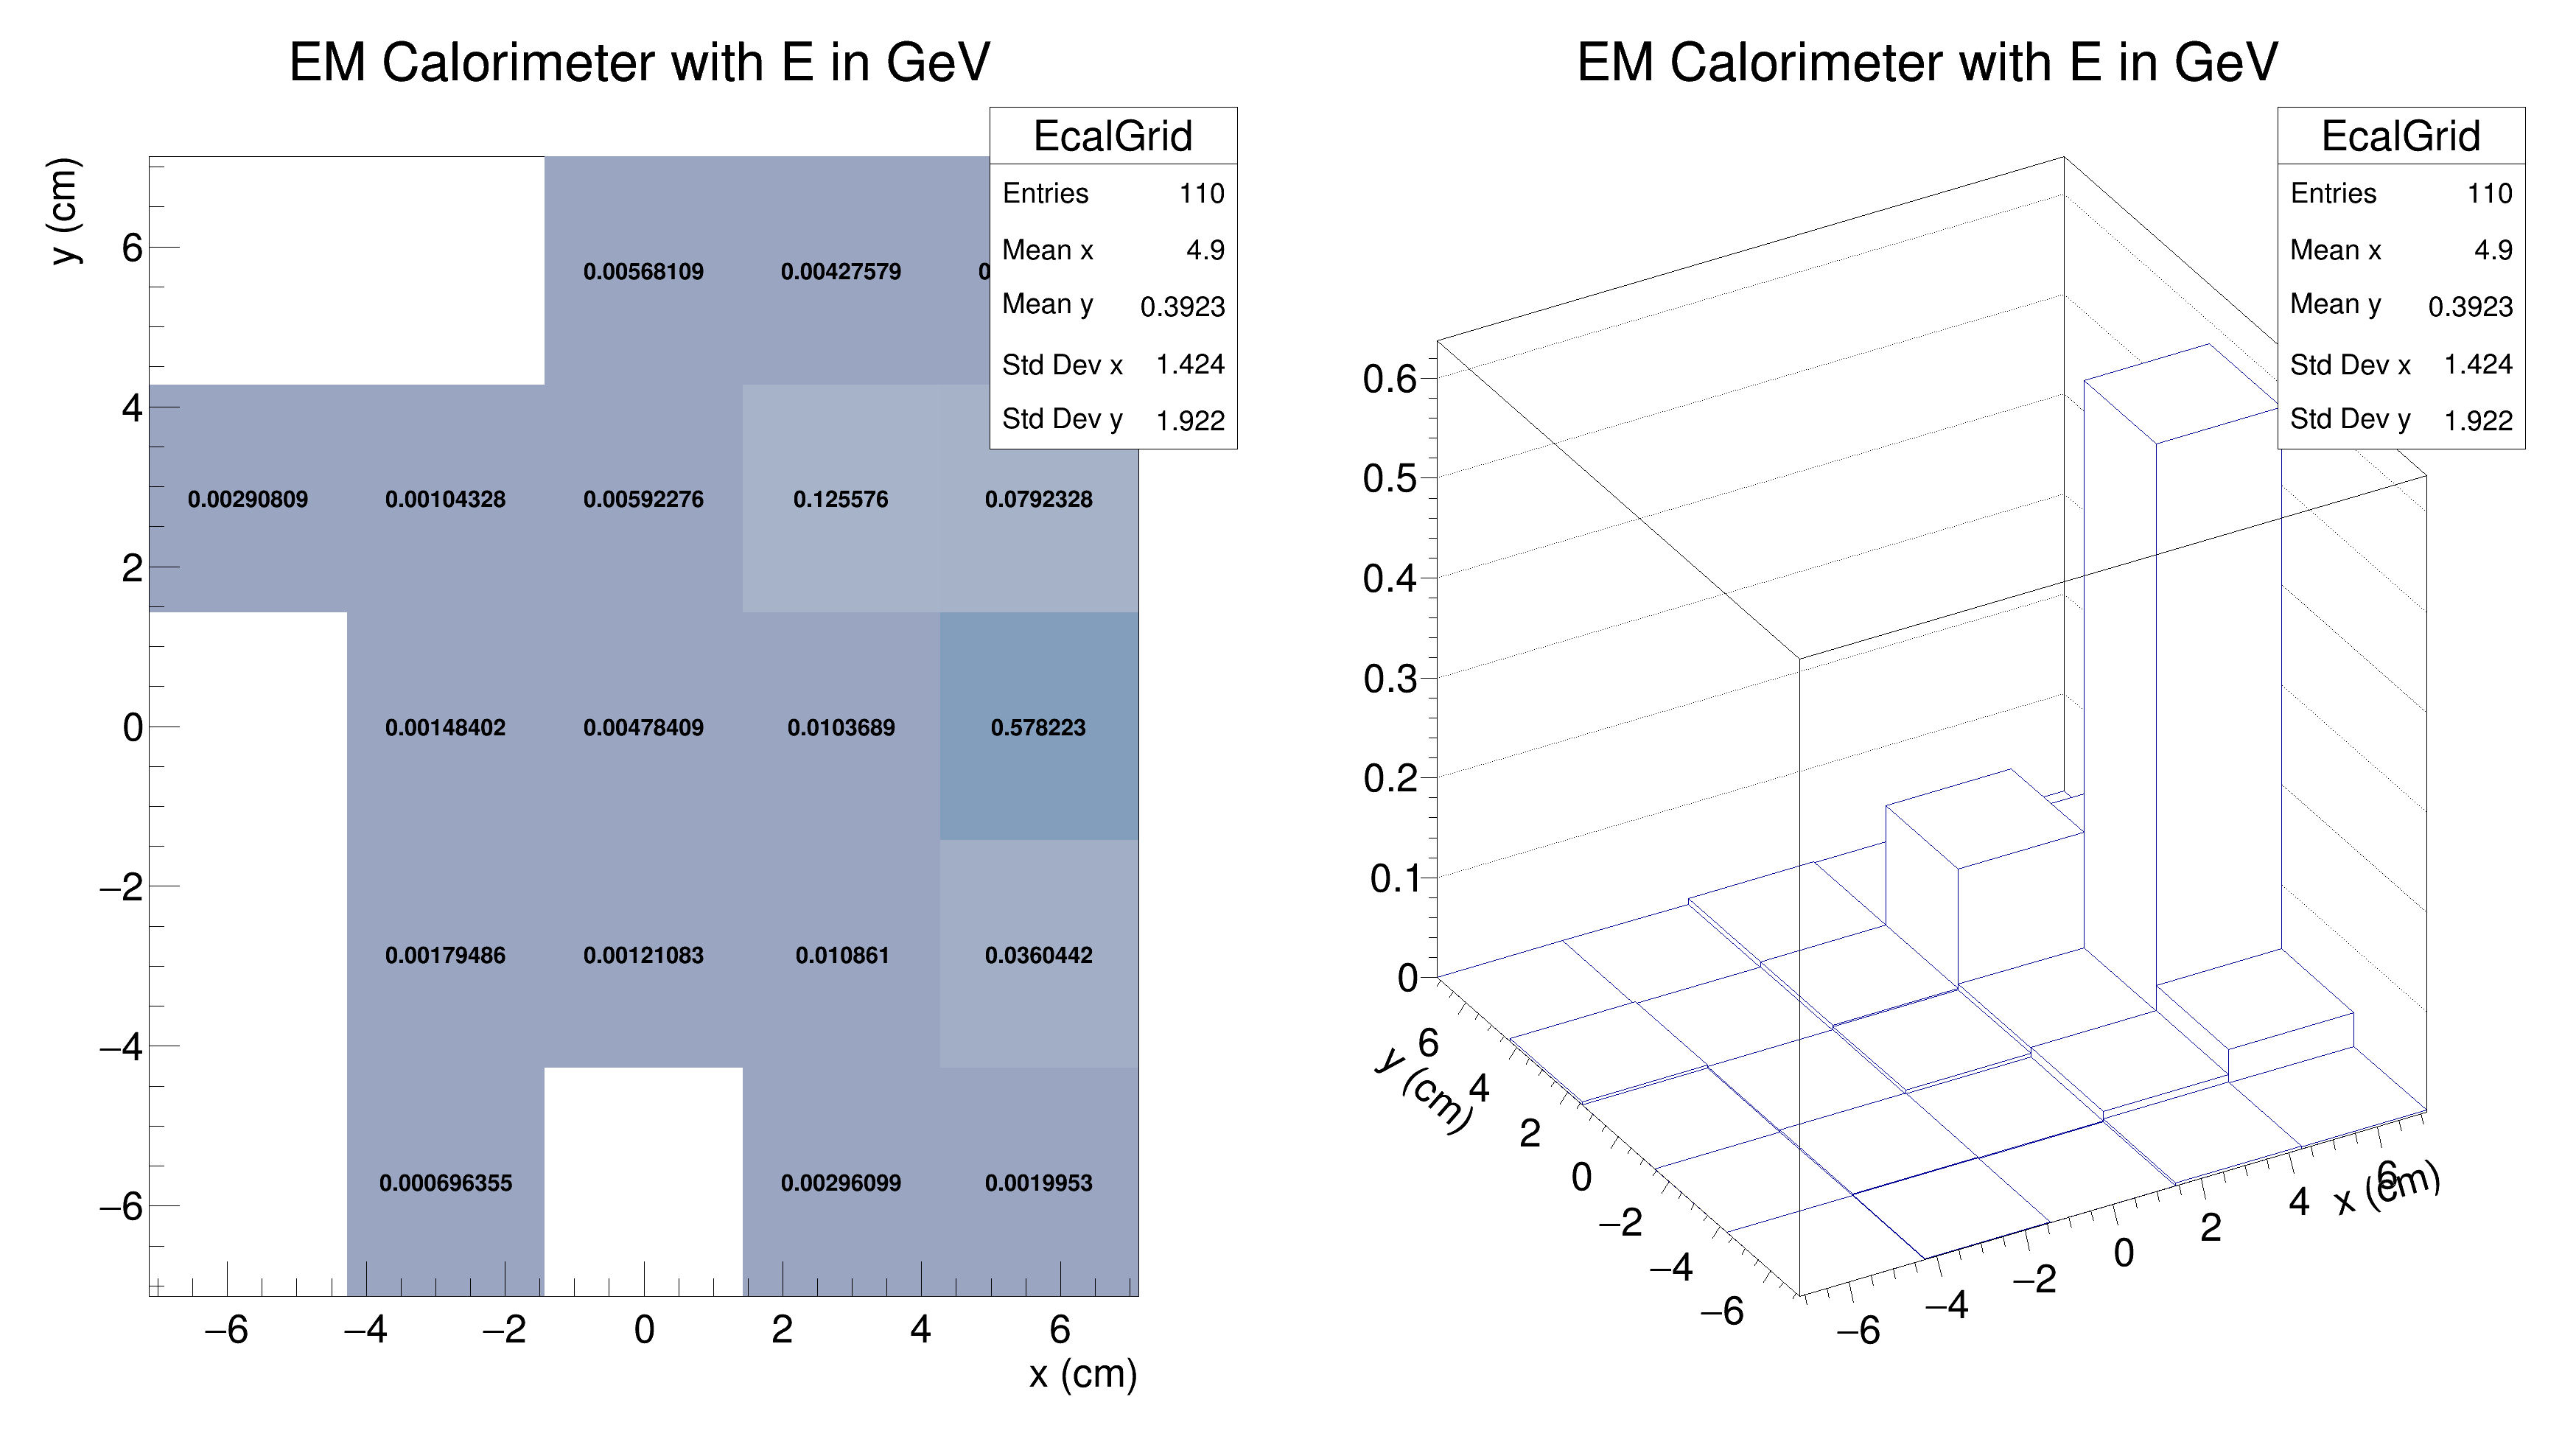 EM Calorimeter with E in GeV
EcalGrid
Entries 110
Mean x 4.9
Mean y 0.3923
Std Dev x 1.424
Std Dev y 1.922
y (cm)
6
4
2
0
−2
−4
−6
0.00568109 0.00427579
0.00290809 0.00104328 0.00592276 0.125576 0.0792328
0.00148402 0.00478409 0.0103689 0.578223
0.00179486 0.00121083 0.010861 0.0360442
0.000696355 0.00296099 0.0019953
−6 −4 −2 0 2 4 6
x (cm)
EM Calorimeter with E in GeV
EcalGrid
Entries 110
Mean x 4.9
Mean y 0.3923
Std Dev x 1.424
Std Dev y 1.922
0.6
0.5
0.4
0.3
0.2
0.1
0
6
4
2
0
−2
−4
−6
y (cm)
−6 −4 −2 0 2 4 6
x (cm)